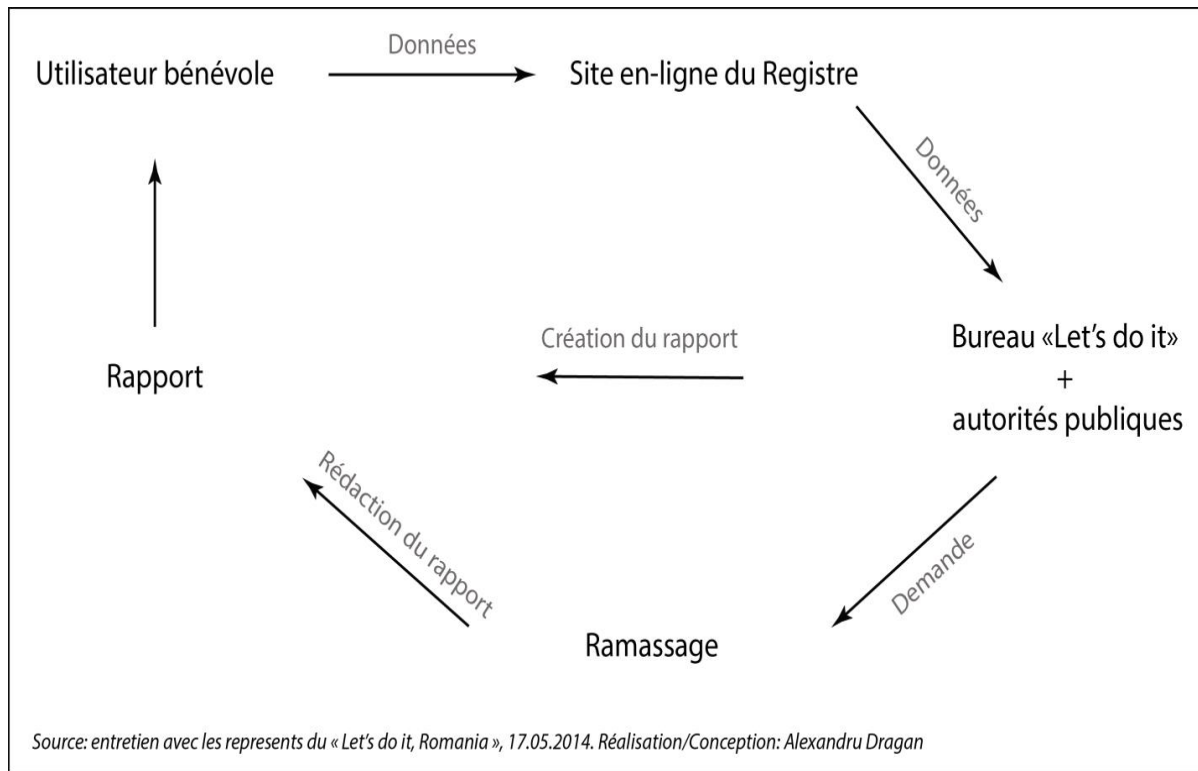 Données
Utilisateur bénévole
Site en-ligne du Registre
Données
Création du rapport
Bureau «Let's do it»
+
autorités publiques
Rapport
Rédaction du rapport
Demande
Ramassage
Source: entretien avec les represents du « Let's do it, Romania », 17.05.2014. Réalisation/Conception: Alexandru Dragan